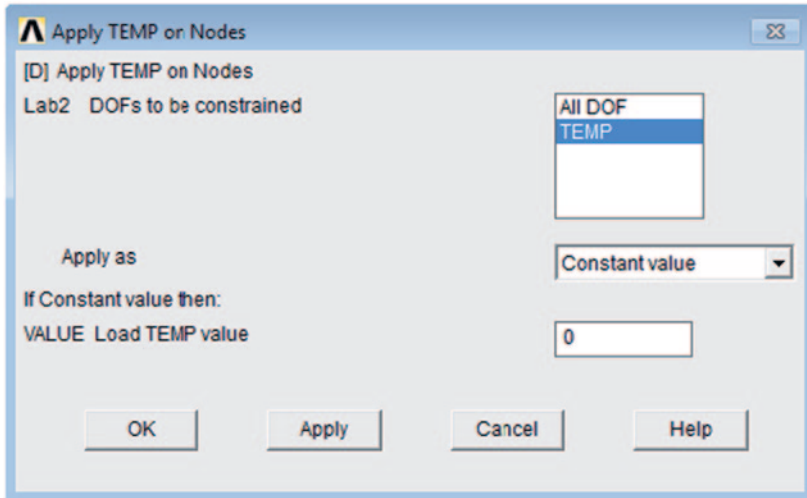 Apply TEMP on Nodes
[D] Apply TEMP on Nodes
Lab2 DOFs to be constrained
All DOF
TEMP
Apply as
Constant value
If Constant value then:
VALUE Load TEMP value
0
OK Apply Cancel Help